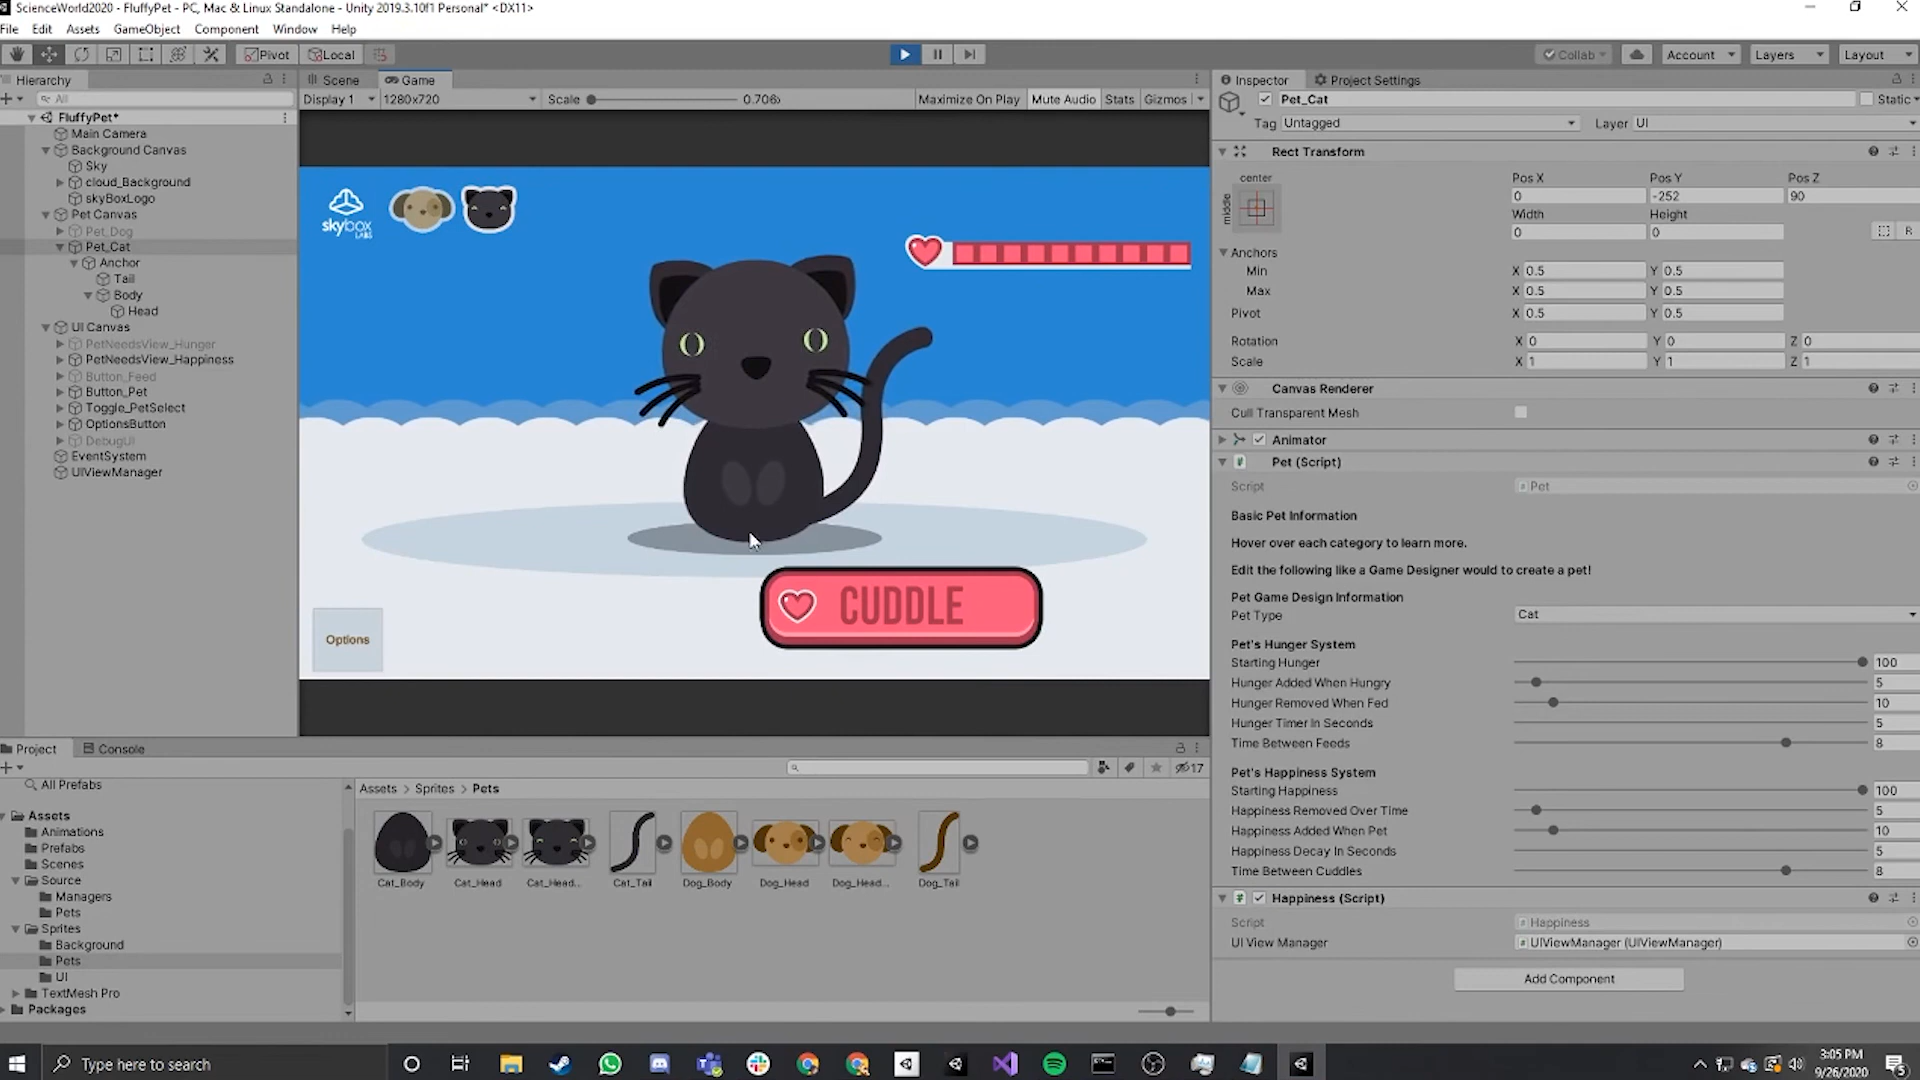 ScienceWorld2020 - FluffyPet - PC, Mac & Linux Standalone - Unity 2019.3.10f1 Personal* <DX11>
File Edit Assets GameObject Component Window Help
Pivot Local Collab Account Layers Layout
Hierarchy
All
FluffyPet*
Main Camera
Background Canvas
Sky
cloud_Background
skyBoxLogo
Pet Canvas
Pet_Dog
Pet_Cat
Anchor
Tail
Body
Head
UI Canvas
PetNeedsView_Hunger
PetNeedsView_Happiness
Button_Feed
Button_Pet
Toggle_PetSelect
OptionsButton
DebugUI
EventSystem
UIViewManager
Scene Game
Display 1 1280x720 Scale 0.706x Maximize On Play Mute Audio Stats Gizmos
skybox
LABS
CUDDLE
Options
Inspector Project Settings
Pet_Cat Static
Tag Untagged Layer UI
Rect Transform
center Pos X Pos Y Pos Z
middle 0 -252 90
Width Height
0 0
R
Anchors
Min X 0.5 Y 0.5
Max X 0.5 Y 0.5
Pivot X 0.5 Y 0.5
Rotation X 0 Y 0 Z 0
Scale X 1 Y 1 Z 1
Canvas Renderer
Cull Transparent Mesh
Animator
Pet (Script)
Script Pet
Basic Pet Information
Hover over each category to learn more.
Edit the following like a Game Designer would to create a pet!
Pet Game Design Information
Pet Type Cat
Pet's Hunger System
Starting Hunger 100
Hunger Added When Hungry 5
Hunger Removed When Fed 10
Hunger Timer In Seconds 5
Time Between Feeds 8
Pet's Happiness System
Starting Happiness 100
Happiness Removed Over Time 5
Happiness Added When Pet 10
Happiness Decay In Seconds 5
Time Between Cuddles 8
Happiness (Script)
Script Happiness
UI View Manager UIViewManager (UIViewManager)
Add Component
Project Console
17
All Prefabs
Assets
Animations
Prefabs
Scenes
Source
Managers
Pets
Sprites
Background
Pets
UI
TextMesh Pro
Packages
Assets > Sprites > Pets
Cat_Body Cat_Head Cat_Head... Cat_Tail Dog_Body Dog_Head Dog_Head... Dog_Tail
Type here to search
3:05 PM
9/26/2020
5